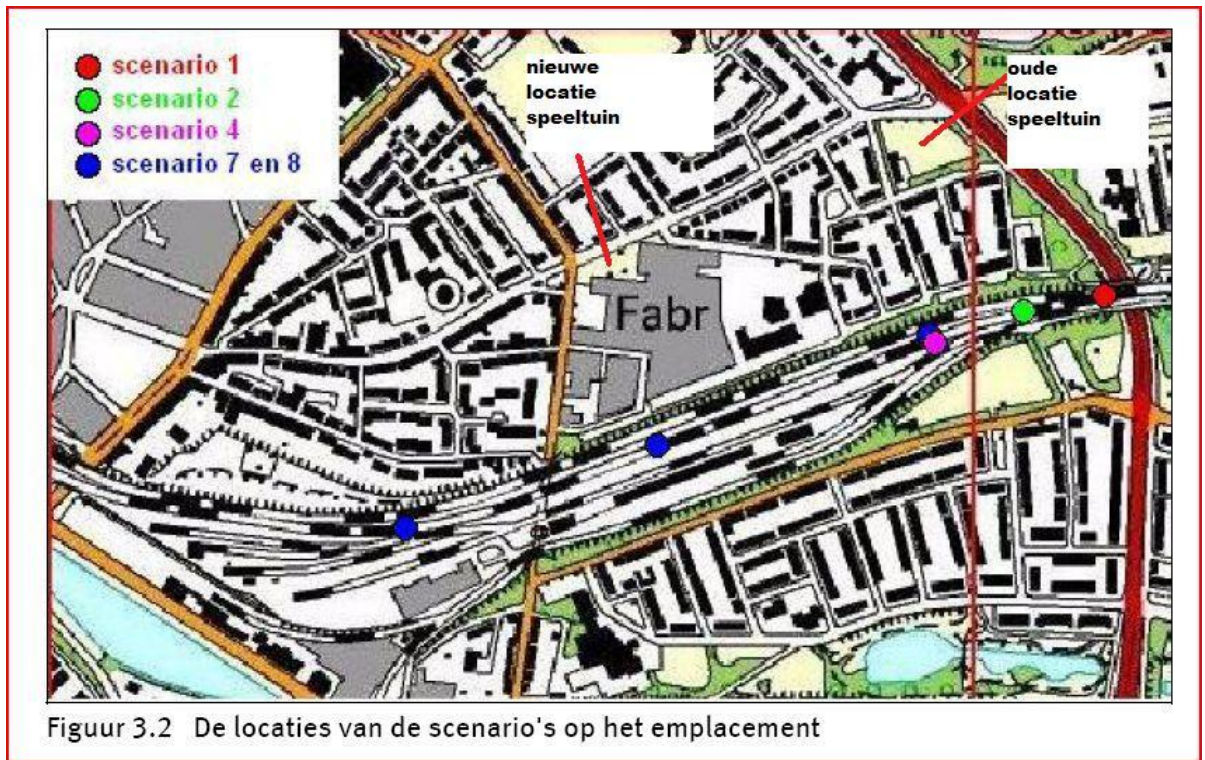 scenario 1
scenario 2
scenario 4
scenario 7 en 8
nieuwe
locatie
speeltuin
oude
locatie
speeltuin
Fabr
Figuur 3.2 De locaties van de scenario's op het emplacement